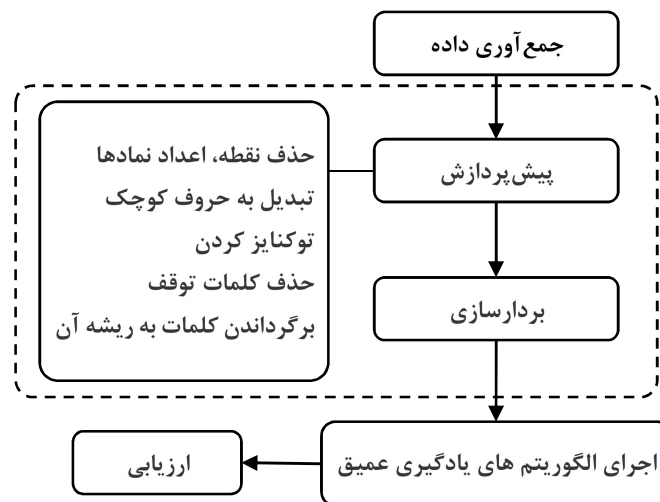 جمع‌آوری داده
پیش‌پردازش
حذف نقطه، اعداد نمادها
تبدیل به حروف کوچک
توکنایز کردن
حذف کلمات توقف
برگرداندن کلمات به ریشه آن
بردارسازی
اجرای الگوریتم های یادگیری عمیق
ارزیابی